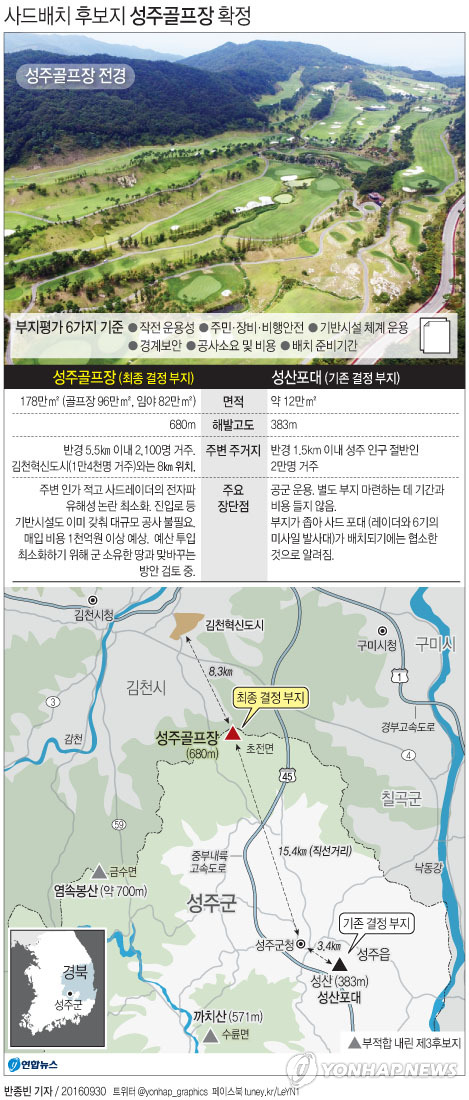 사드배치 후보지 성주골프장 확정
성주골프장 전경
YONHAPNEWS
부지평가 6가지 기준 ●작전 운용성 ●주민·장비·비행안전 ●기반시설 체계 운용
●경계보안 ●공사소요 및 비용 ●배치 준비기간
성주골프장 (최종 결정 부지)
성산포대 (기존 결정 부지)
178만㎡ (골프장 96만㎡, 임야 82만㎡)
면적
약 12만㎡
680m
해발고도
383m
반경 5.5㎞ 이내 2,100명 거주.
김천혁신도시(1만4천명 거주)와는 8㎞ 위치.
주변 거주지
반경 1.5㎞ 이내 성주 인구 절반인
2만명 거주
주변 인가 적고 사드레이더의 전자파
유해성 논란 최소화. 진입로 등
기반시설도 이미 갖춰 대규모 공사 불필요.
매입 비용 1천억원 이상 예상. 예산 투입
최소화하기 위해 군 소유한 땅과 맞바꾸는
방안 검토 중.
주요
장단점
공군 운용. 별도 부지 마련하는 데 기간과
비용 들지 않음.
부지가 좁아 사드 포대 (레이더와 6기의
미사일 발사대)가 배치되기에는 협소한
것으로 알려짐.
김천시청
김천혁신도시
구미시청
구미시
1
8.3㎞
김천시
3
최종 결정 부지
경부고속도로
감천
성주골프장
(680m)
초전면
4
45
칠곡군
59
중부내륙
고속도로
15.4㎞ (직선거리)
금수면
염속봉산 (약 700m)
낙동강
성주군
기존 결정 부지
성주군청
3.4㎞
성주읍
성산 (383m)
성산포대
경북
성주군
까치산 (571m)
수륜면
▲부적합 내린 제3후보지
연합뉴스
YONHAPNEWS
반종빈 기자 / 20160930 트위터 @yonhap_graphics 페이스북 tuney.kr/LeYN1